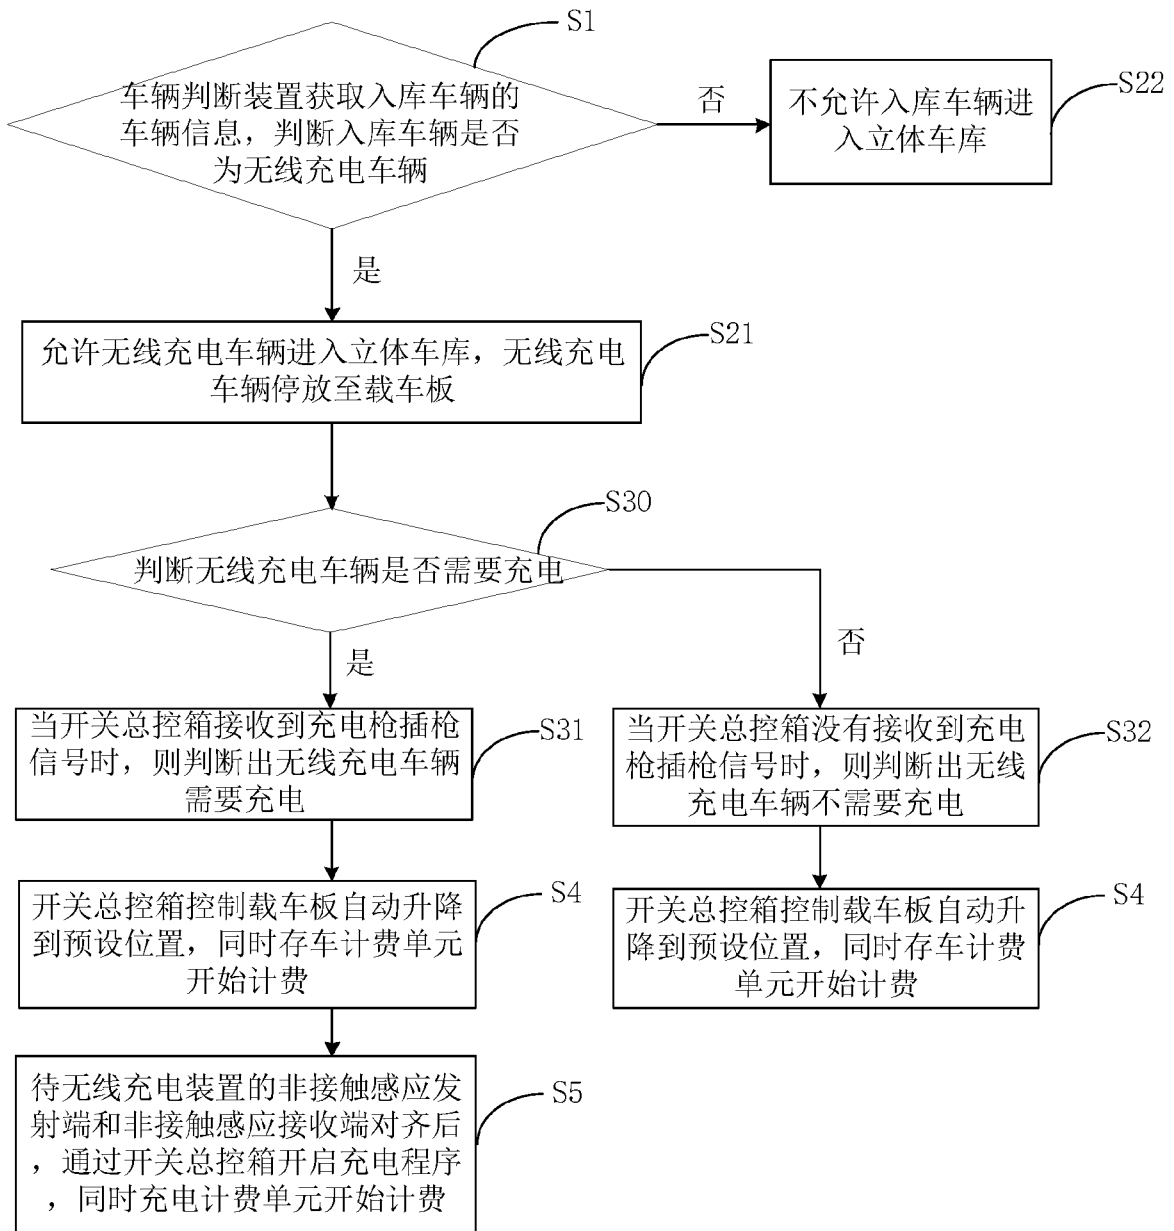 S1
车辆判断装置获取入库车辆的
车辆信息，判断入库车辆是否
为无线充电车辆
否
不允许入库车辆进
入立体车库
S22
是
允许无线充电车辆进入立体车库，无线充电
车辆停放至载车板
S21
S30
判断无线充电车辆是否需要充电
是
否
当开关总控箱接收到充电枪插枪
信号时，则判断出无线充电车辆
需要充电
S31
当开关总控箱没有接收到充电
枪插枪信号时，则判断出无线
充电车辆不需要充电
S32
开关总控箱控制载车板自动升降
到预设位置，同时存车计费单元
开始计费
S4
开关总控箱控制载车板自动升
降到预设位置，同时存车计费
单元开始计费
S4
待无线充电装置的非接触感应发
射端和非接触感应接收端对齐后
，通过开关总控箱开启充电程序
，同时充电计费单元开始计费
S5